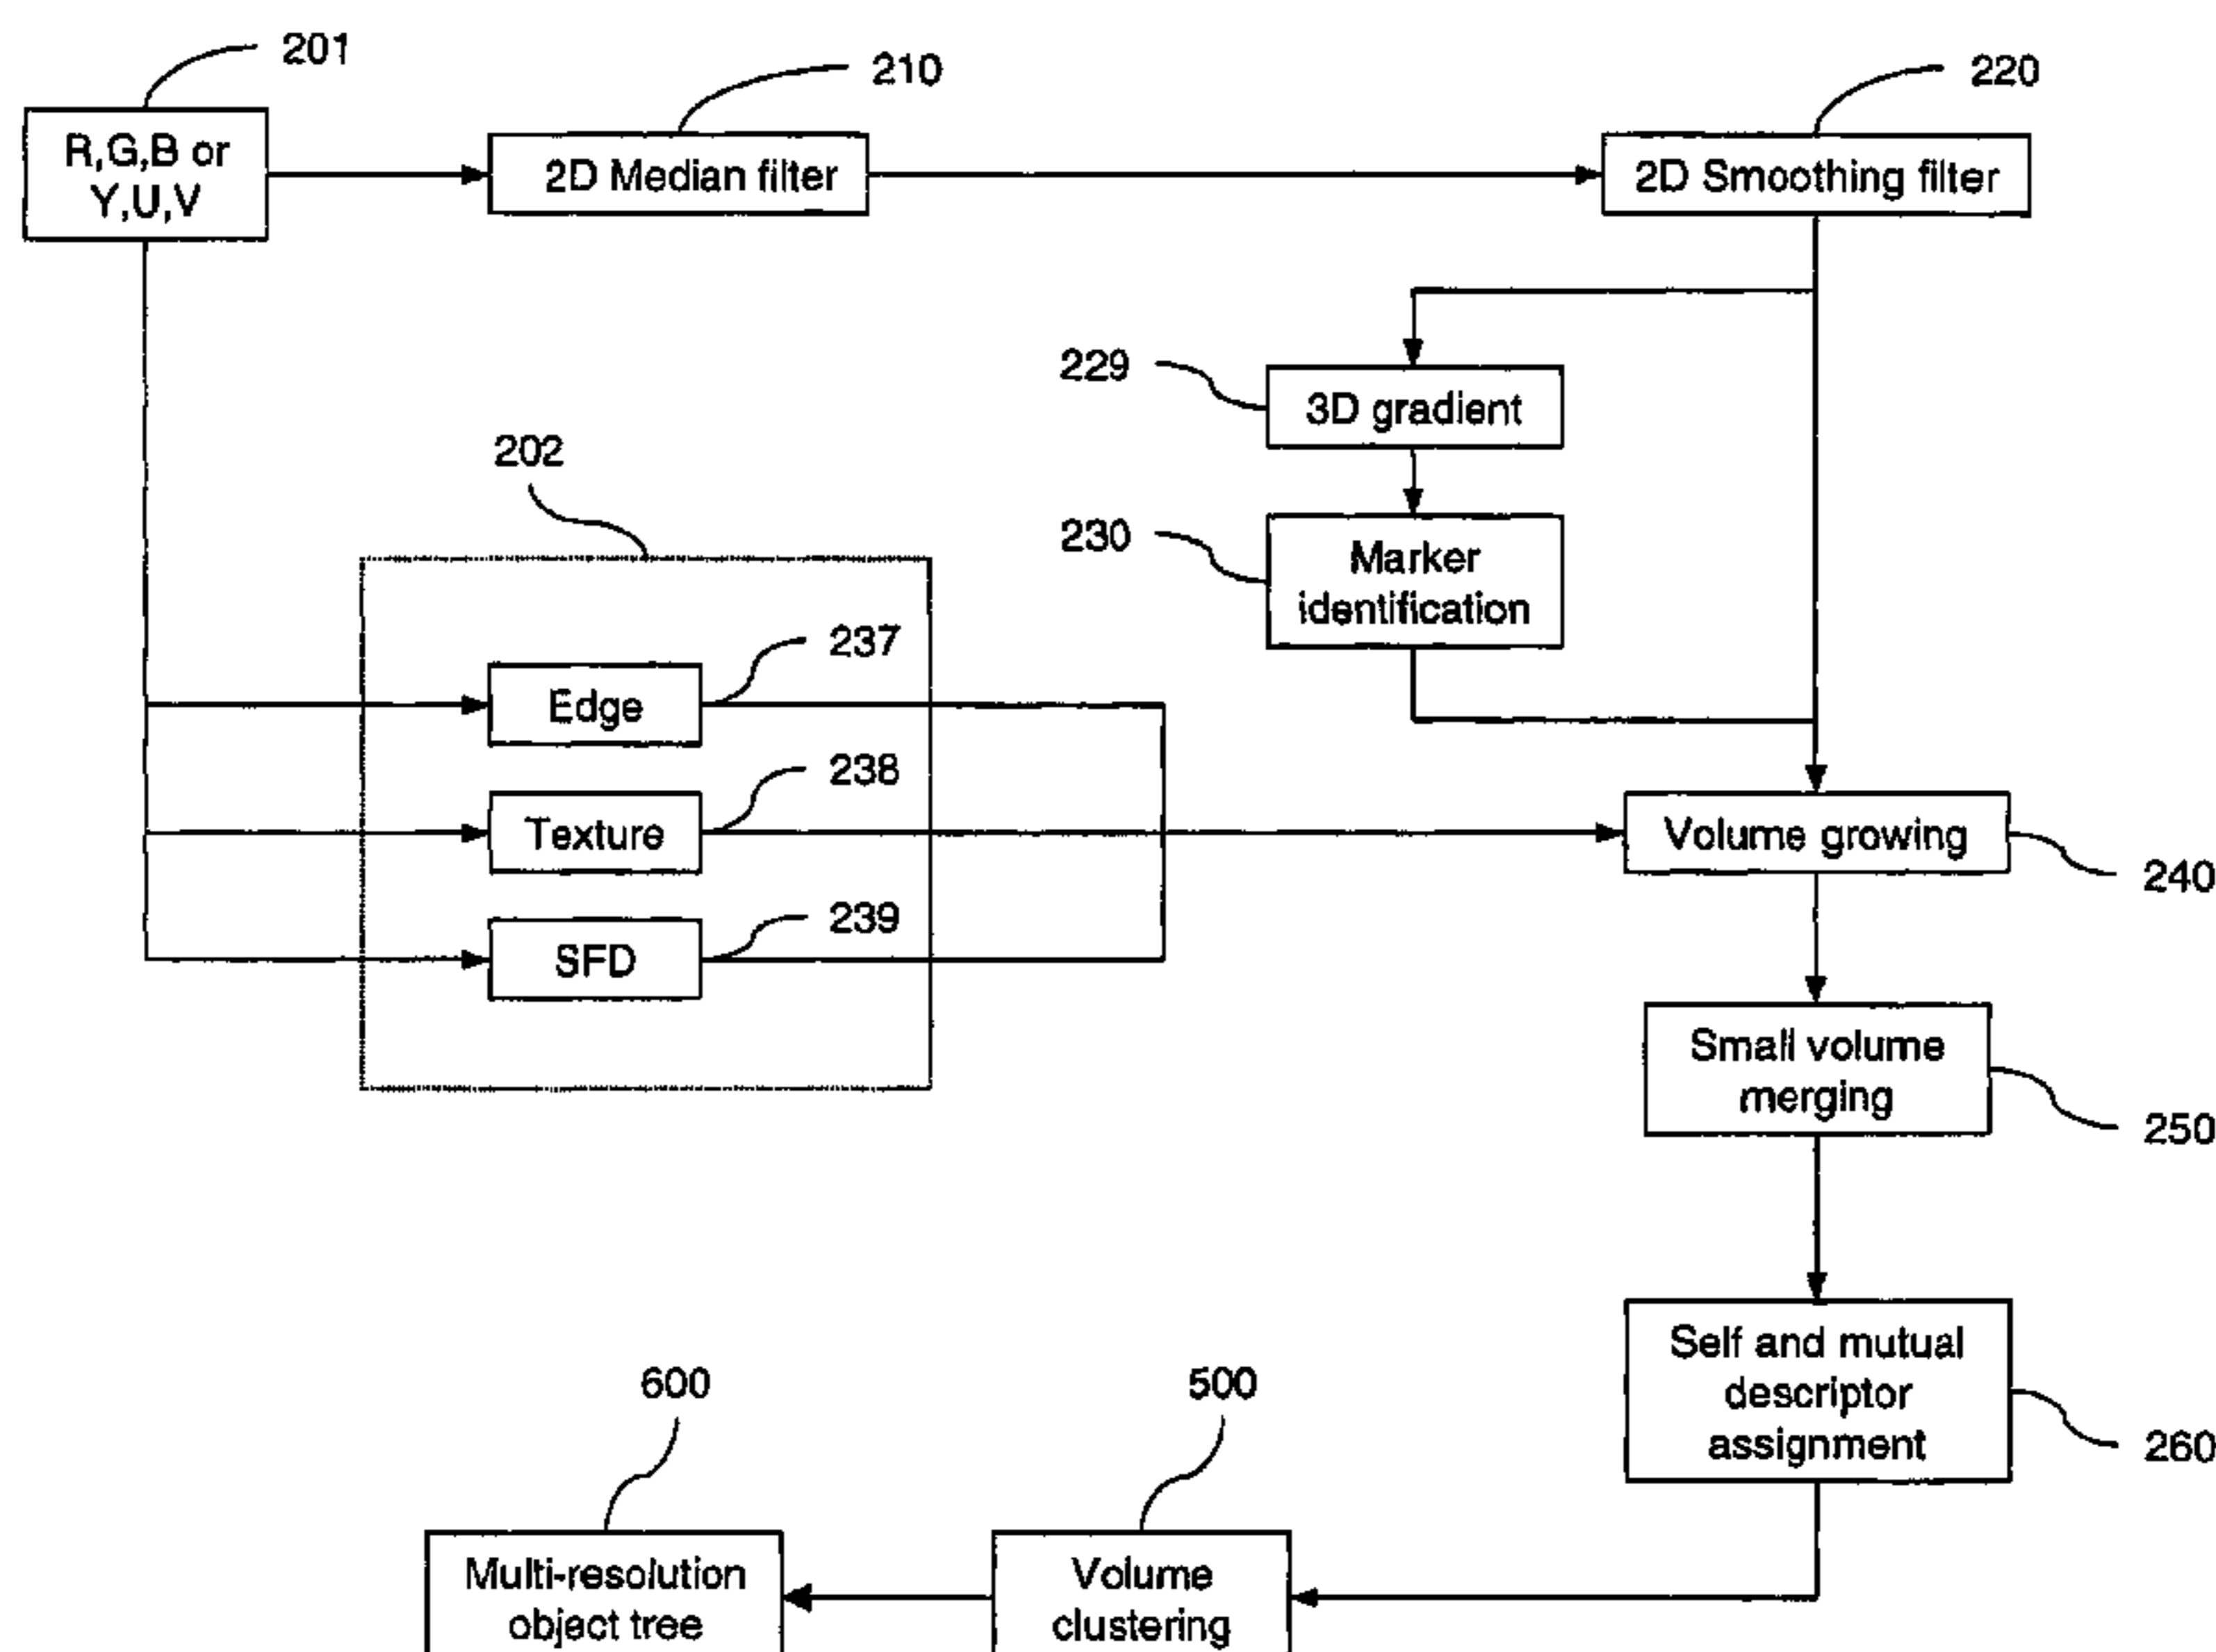 201
210
220
R,G,B or
Y,U,V
2D Median filter
2D Smoothing filter
229
3D gradient
202
230
Marker
identification
237
Edge
238
Texture
Volume growing
240
239
SFD
Small volume
merging
250
Self and mutual
descriptor
assignment
260
600
500
Multi-resolution
object tree
Volume
clustering